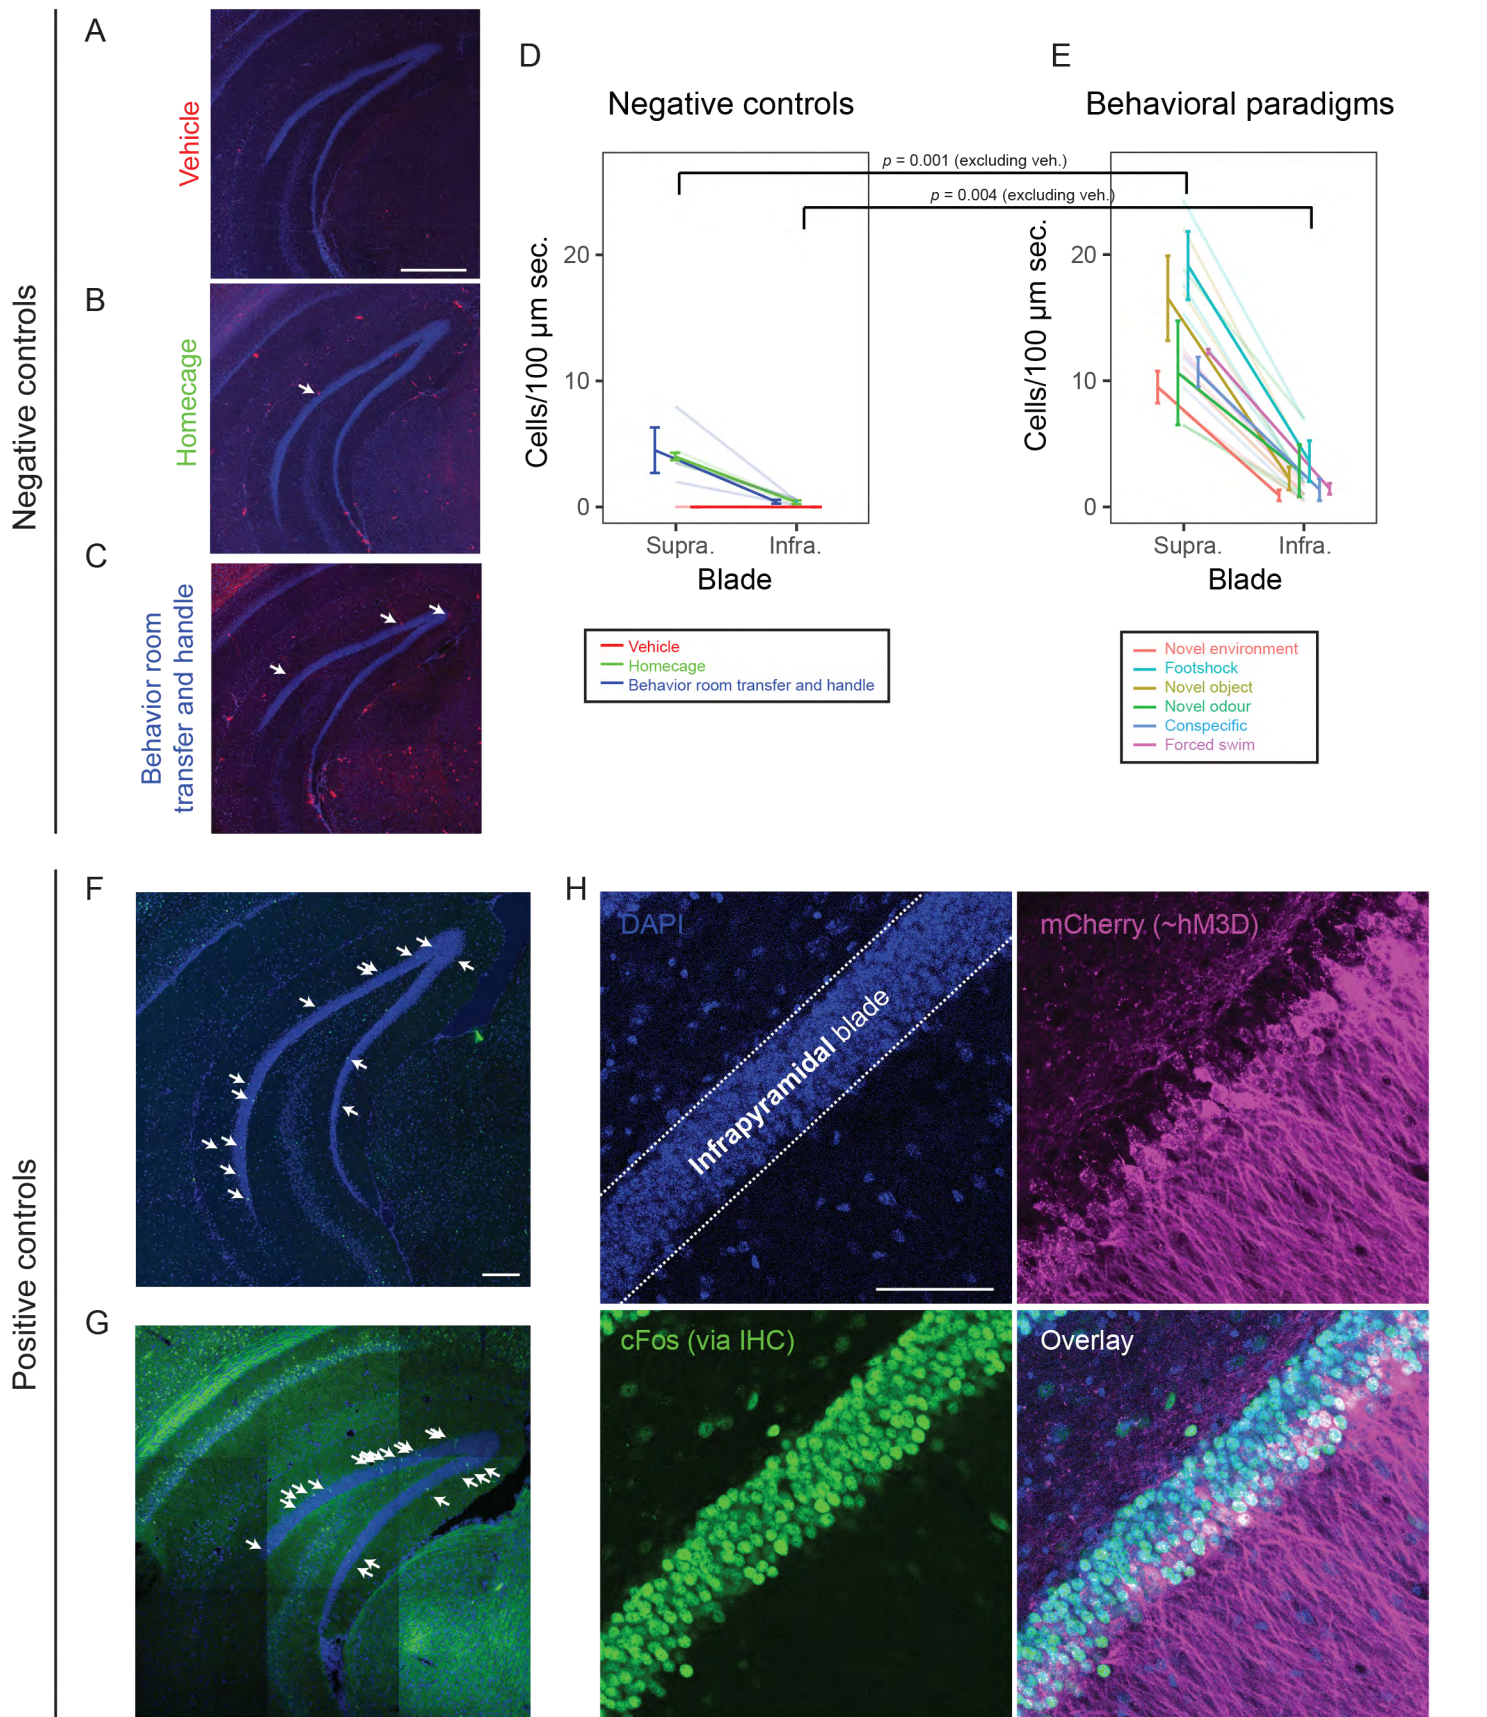 Negative controls
A
Vehicle
B
Homecage
C
Behavior room
transfer and handle
D
Negative controls
E
Behavioral paradigms
p = 0.001 (excluding veh.)
p = 0.004 (excluding veh.)
Cells/100 µm sec.
20
10
0
Supra.
Infra.
Blade
Vehicle
Homecage
Behavior room transfer and handle
Cells/100 µm sec.
20
10
0
Supra.
Infra.
Blade
Novel environment
Footshock
Novel object
Novel odour
Conspecific
Forced swim
Positive controls
F
G
H
DAPI
Infrapyramidal blade
mCherry (~hM3D)
cFos (via IHC)
Overlay